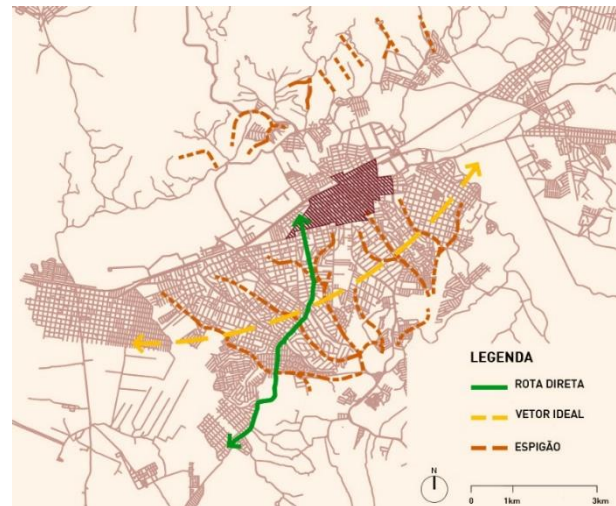 LEGENDA
ROTA DIRETA
VETOR IDEAL
ESPIGÃO
N
0 1km 3km